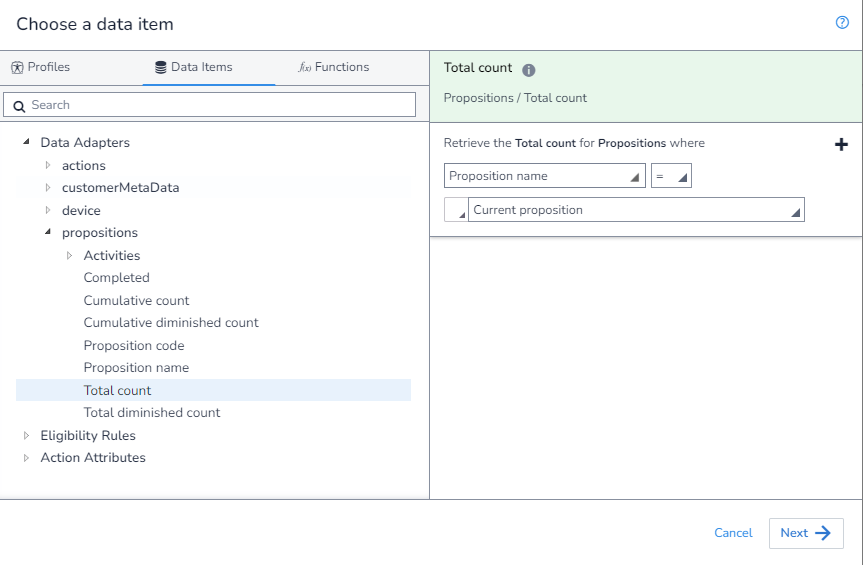 Choose a data item
Profiles
Data Items
f(x) Functions
Search
Data Adapters
actions
customerMetaData
device
propositions
Activities
Completed
Cumulative count
Cumulative diminished count
Proposition code
Proposition name
Total count
Total diminished count
Eligibility Rules
Action Attributes
Total count
Propositions / Total count
Retrieve the Total count for Propositions where
Proposition name =
Current proposition
Cancel
Next